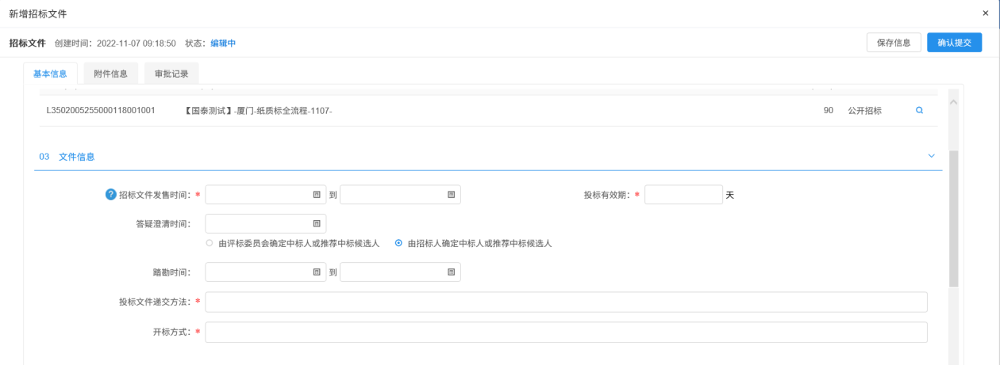 新增招标文件 ×
招标文件 创建时间：2022-11-07 09:18:50 状态：编辑中 保存信息 确认提交
基本信息 附件信息 审批记录
L3502005255000118001001 【国泰测试】-厦门-纸质标全流程-1107- 90 公开招标
03 文件信息
? 招标文件发售时间：* 到 投标有效期：* 天
答疑澄清时间：
由评标委员会确定中标人或推荐中标候选人 由招标人确定中标人或推荐中标候选人
踏勘时间： 到
投标文件递交方法：*
开标方式：*